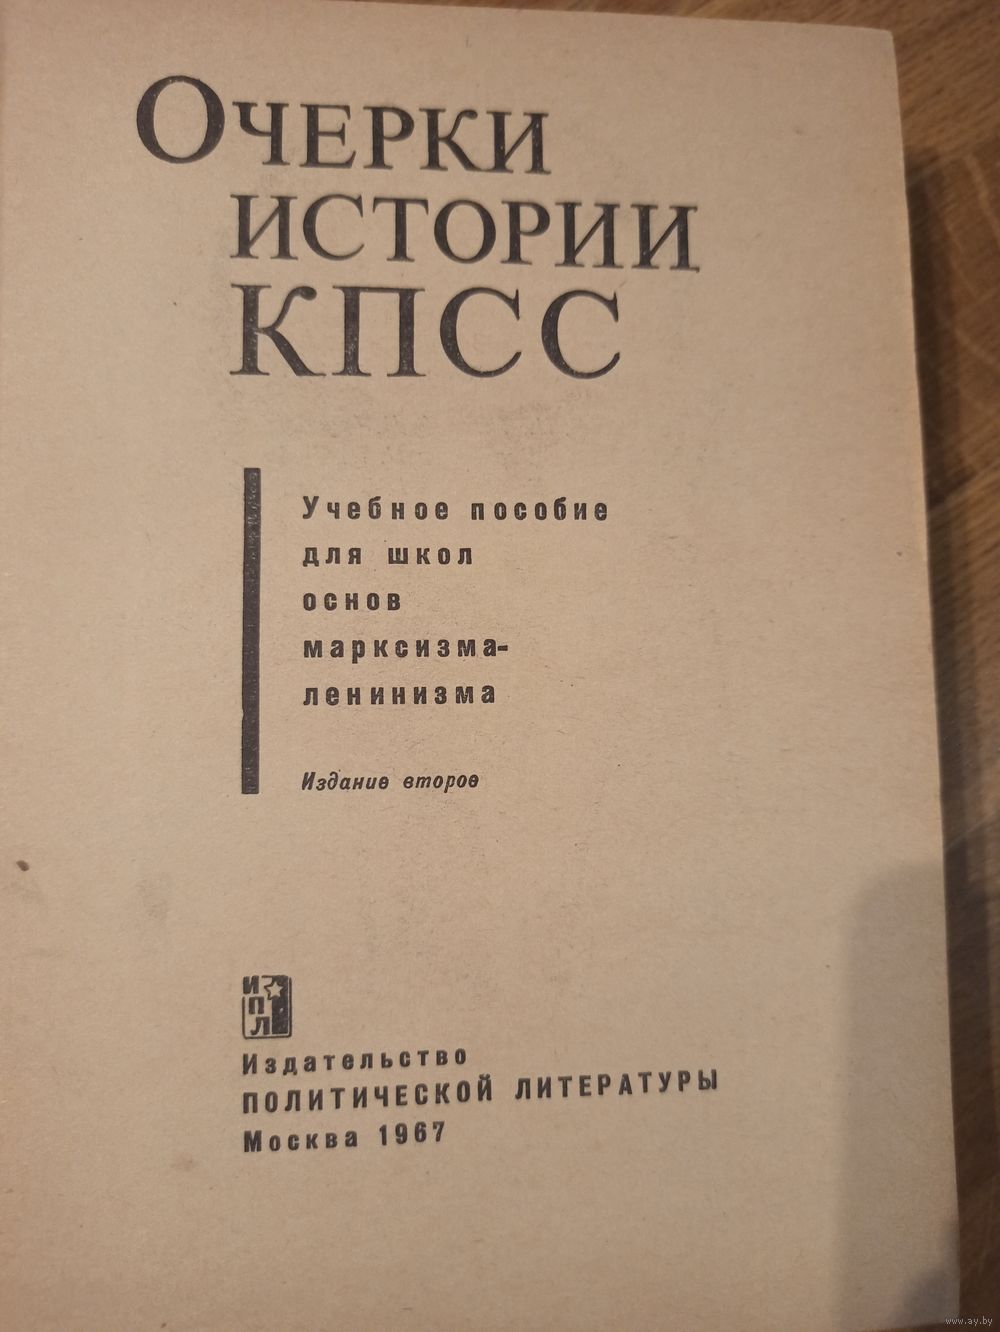 Очерки
истории
КПСС
Учебное пособие
для школ
основ
марксизма-
ленинизма
Издание второе
ИПЛ
Издательство
ПОЛИТИЧЕСКОЙ ЛИТЕРАТУРЫ
Москва 1967
www.ay.by